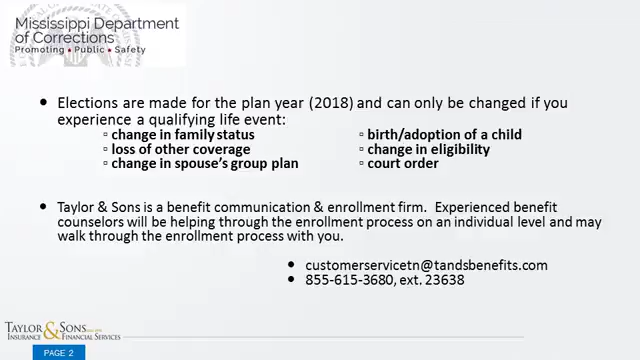 Mississippi Department
of Corrections
Promoting • Public • Safety
• Elections are made for the plan year (2018) and can only be changed if you
experience a qualifying life event:
▫ change in family status ▫ birth/adoption of a child
▫ loss of other coverage ▫ change in eligibility
▫ change in spouse's group plan ▫ court order
• Taylor & Sons is a benefit communication & enrollment firm. Experienced benefit
counselors will be helping through the enrollment process on an individual level and may
walk through the enrollment process with you.
• customerservicetn@tandsbenefits.com
• 855-615-3680, ext. 23638
TAYLOR & SONS
INSURANCE FINANCIAL SERVICES
PAGE 2